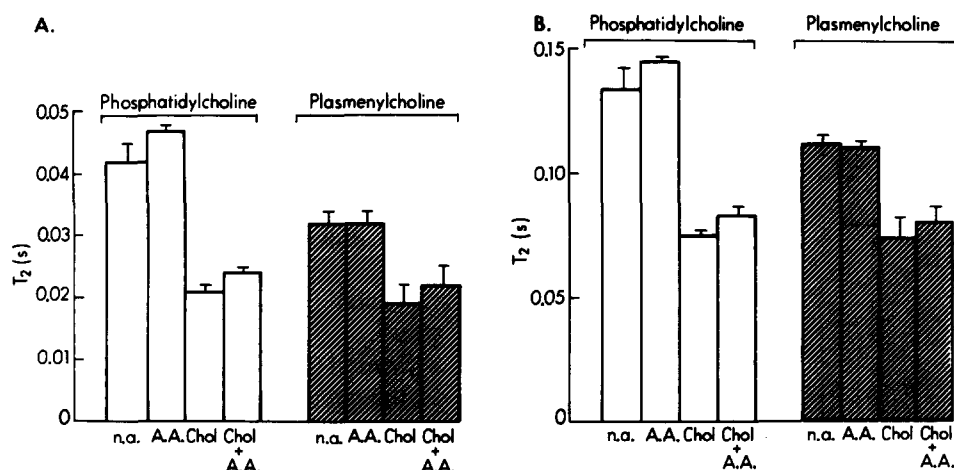 A.
Phosphatidylcholine Plasmenylcholine
0.05
0.04
0.03
0.02
0.01
0
T2 (s)
n.a. A.A. Chol Chol + A.A.
n.a. A.A. Chol Chol + A.A.
B.
Phosphatidylcholine Plasmenylcholine
0.15
0.10
0.05
0
T2 (s)
n.a. A.A. Chol Chol + A.A.
n.a. A.A. Chol Chol + A.A.